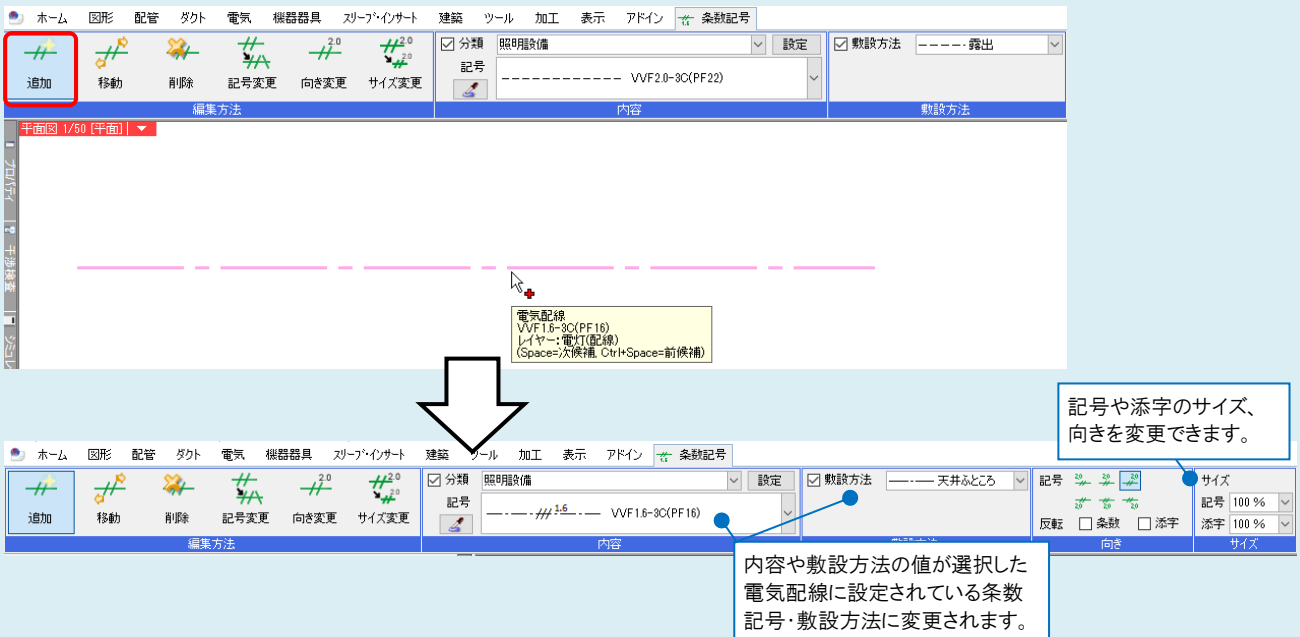 ホーム 図形 配管 ダクト 電気 機器器具 スリーブ・インサート 建築 ツール 加工 表示 アドイン 条数記号
追加 移動 削除 記号変更 向き変更 サイズ変更
分類 照明設備 設定
記号 VVF2.0-3C(PF22)
敷設方法 露出
編集方法 内容 敷設方法
平面図 1/50 [平面]
プロパティ
干渉検査
電気配線
VVF1.6-3C(PF16)
レイヤー：電灯(配線)
(Space=次候補, Ctrl+Space=前候補)
記号や添字のサイズ、
向きを変更できます。
ホーム 図形 配管 ダクト 電気 機器器具 スリーブ・インサート 建築 ツール 加工 表示 アドイン 条数記号
追加 移動 削除 記号変更 向き変更 サイズ変更
分類 照明設備 設定
記号 1.6 VVF1.6-3C(PF16)
敷設方法 天井ふところ
記号
反転 条数 添字
サイズ
記号 100 %
添字 100 %
編集方法 内容 向き サイズ
内容や敷設方法の値が選択した
電気配線に設定されている条数
記号・敷設方法に変更されます。